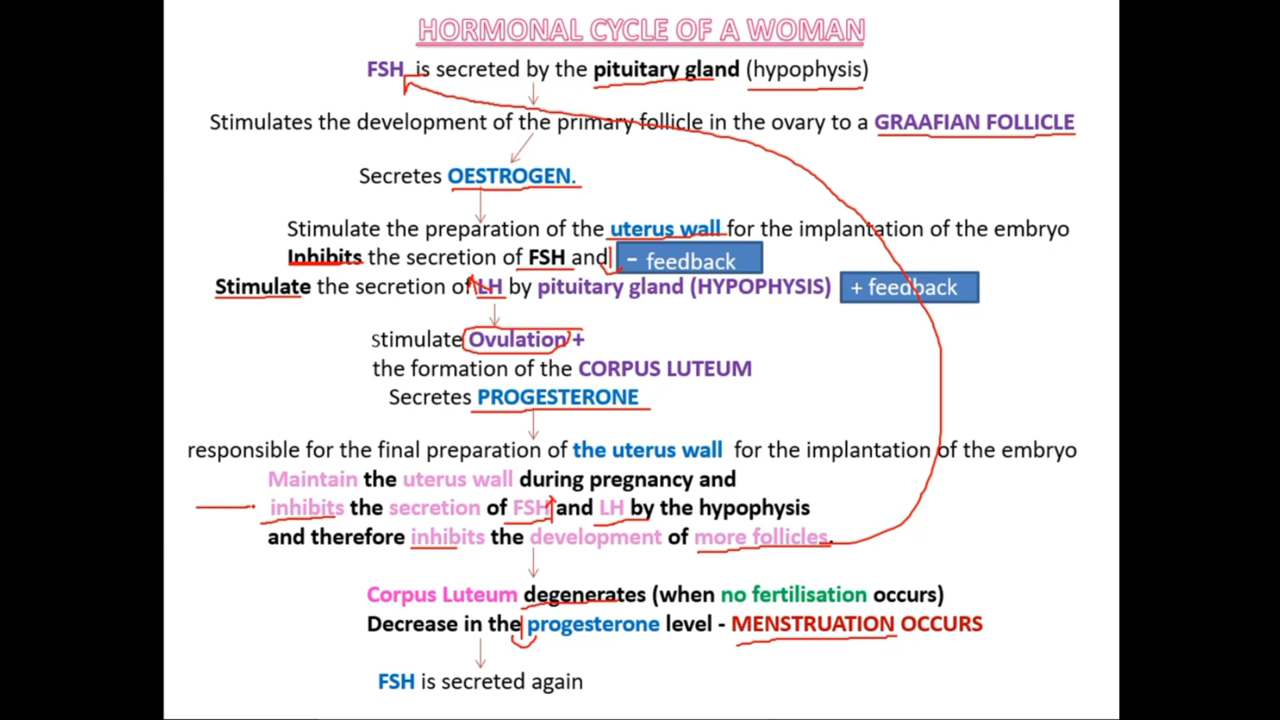 HORMONAL CYCLE OF A WOMAN
FSH is secreted by the pituitary gland (hypophysis)
Stimulates the development of the primary follicle in the ovary to a GRAAFIAN FOLLICLE
Secretes OESTROGEN.
Stimulate the preparation of the uterus wall for the implantation of the embryo
Inhibits the secretion of FSH and - feedback
Stimulate the secretion of LH by pituitary gland (HYPOPHYSIS) + feedback
stimulate Ovulation +
the formation of the CORPUS LUTEUM
Secretes PROGESTERONE
responsible for the final preparation of the uterus wall for the implantation of the embryo
Maintain the uterus wall during pregnancy and
inhibits the secretion of FSH and LH by the hypophysis
and therefore inhibits the development of more follicles.
Corpus Luteum degenerates (when no fertilisation occurs)
Decrease in the progesterone level - MENSTRUATION OCCURS
FSH is secreted again